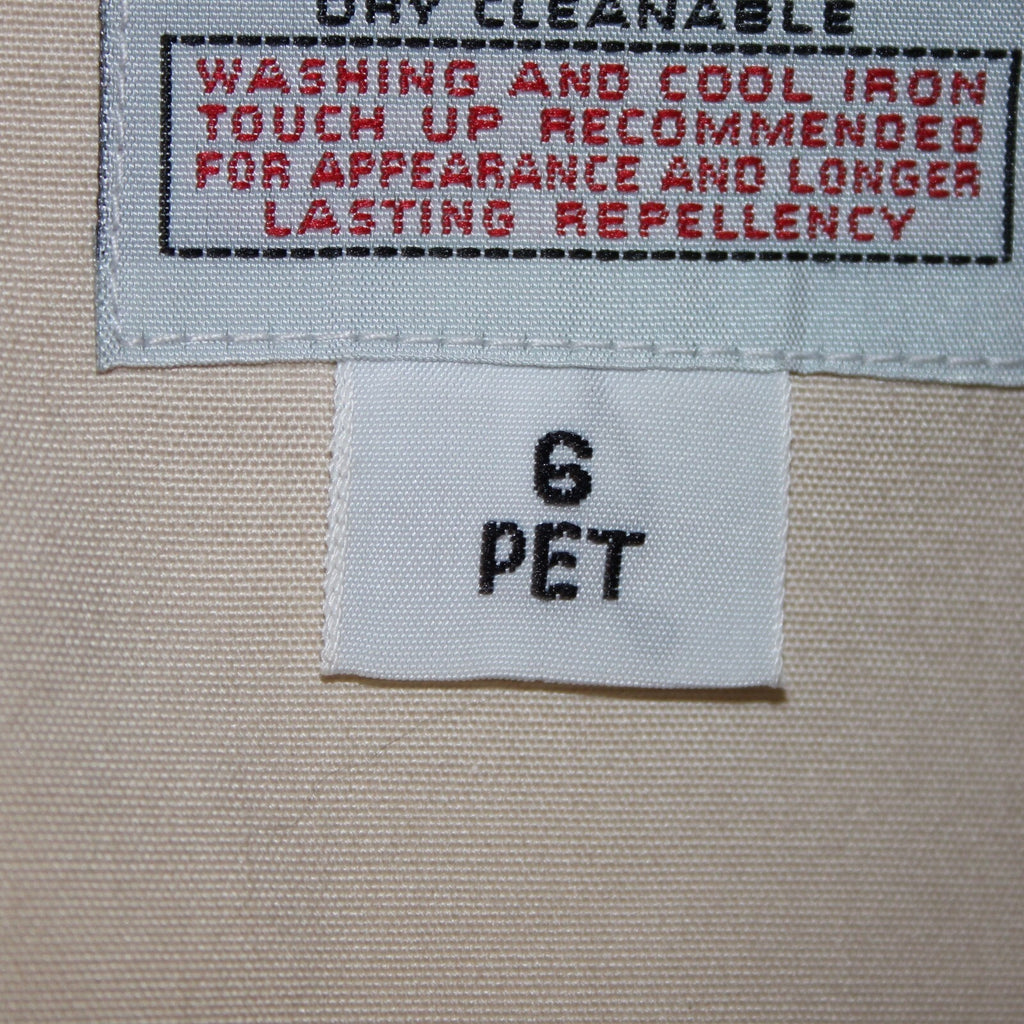 DRY CLEANABLE
WASHING AND COOL IRON
TOUCH UP RECOMMENDED
FOR APPEARANCE AND LONGER
LASTING REPELLENCY
6
PET